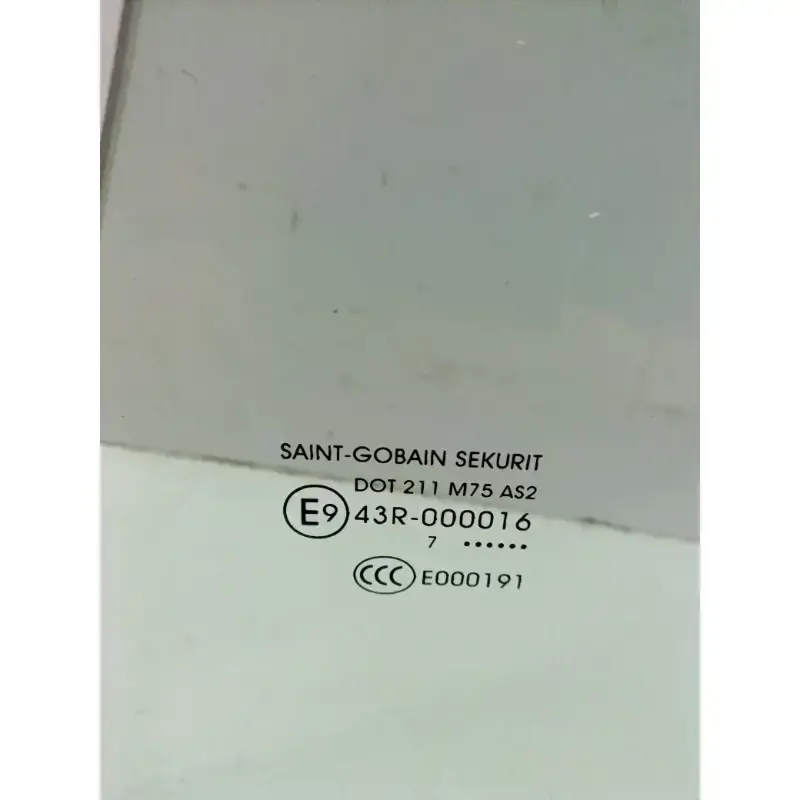 SAINT-GOBAIN SEKURIT
DOT 211 M75 AS2
E9 43R-000016
7 ••••••
CCC E000191